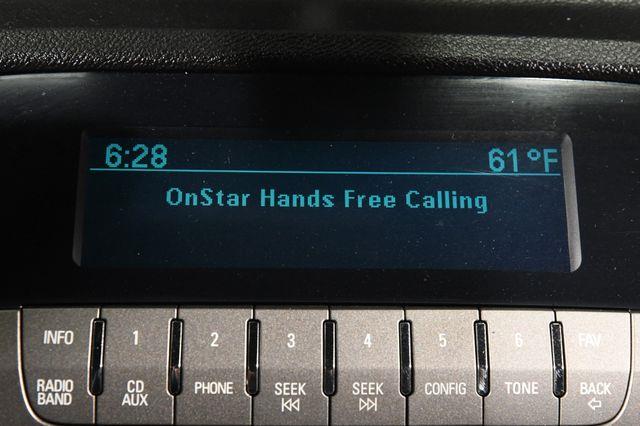 6:28 61°F
OnStar Hands Free Calling
INFO 1 2 3 4 5 6 FAV
RADIO BAND CD AUX PHONE SEEK SEEK CONFIG TONE BACK